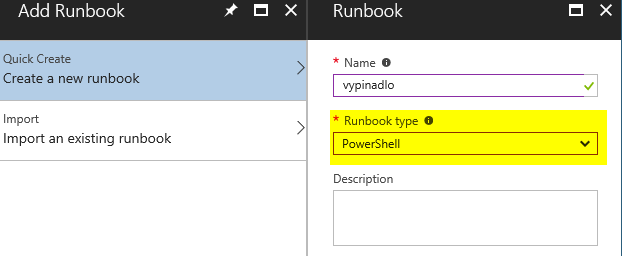 Add Runbook
Quick Create
Create a new runbook
Import
Import an existing runbook
Runbook
* Name
vypinadlo
* Runbook type
PowerShell
Description